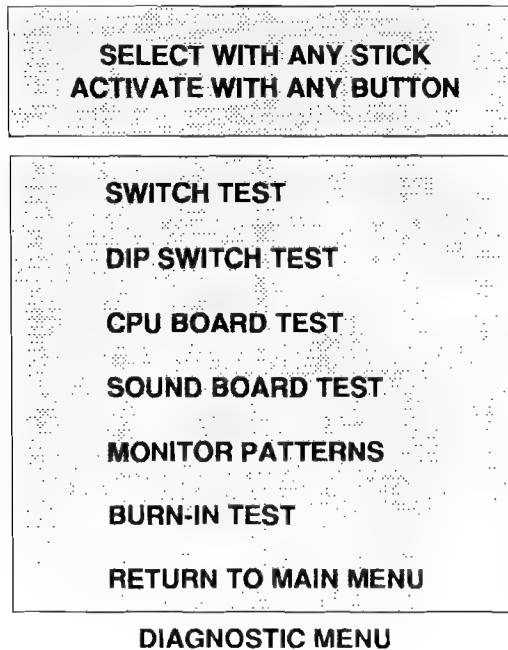 SELECT WITH ANY STICK
ACTIVATE WITH ANY BUTTON
SWITCH TEST
DIP SWITCH TEST
CPU BOARD TEST
SOUND BOARD TEST
MONITOR PATTERNS
BURN-IN TEST
RETURN TO MAIN MENU
DIAGNOSTIC MENU